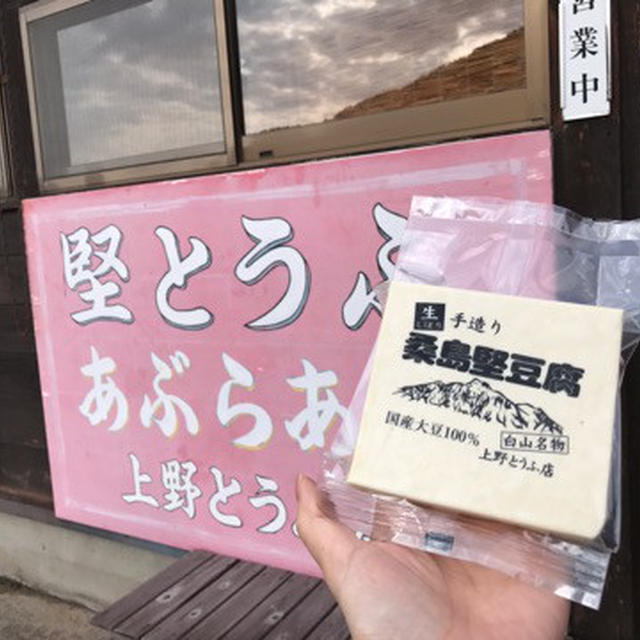 営業中
堅とうふ
あぶらあ
上野とうふ
生
手造り
桑島堅豆腐
国産大豆100%
白山名物
上野とうふ店